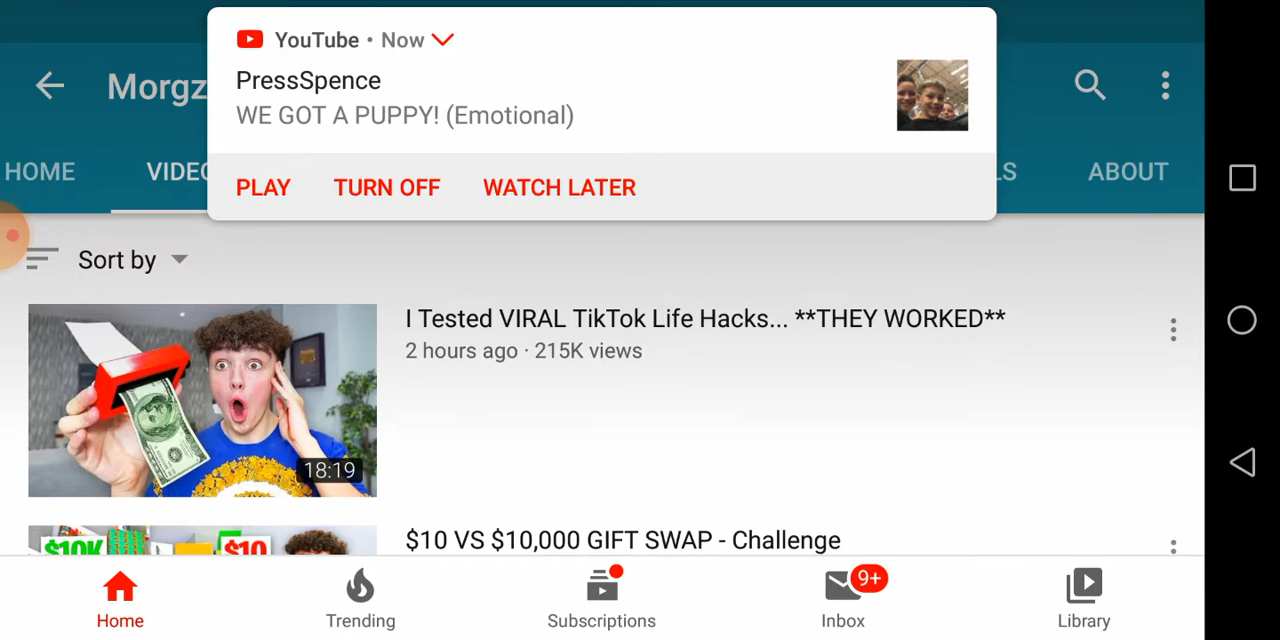 YouTube • Now
PressSpence
WE GOT A PUPPY! (Emotional)
PLAY TURN OFF WATCH LATER
Morgz
HOME ABOUT
Sort by
I Tested VIRAL TikTok Life Hacks... **THEY WORKED**
2 hours ago · 215K views
18:19
$10 VS $10,000 GIFT SWAP - Challenge
$10K $10
Home Trending Subscriptions Inbox 9+ Library